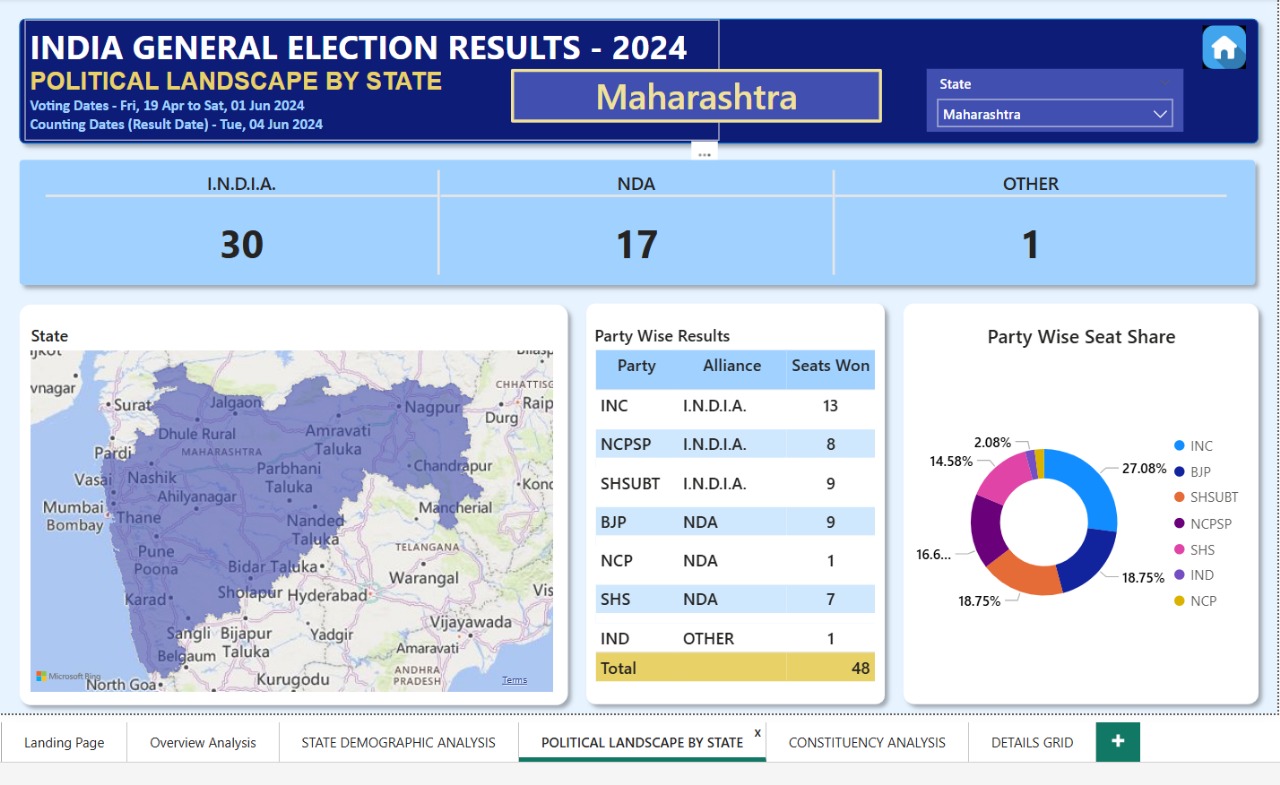 INDIA GENERAL ELECTION RESULTS - 2024
POLITICAL LANDSCAPE BY STATE
Voting Dates - Fri, 19 Apr to Sat, 01 Jun 2024
Counting Dates (Result Date) - Tue, 04 Jun 2024
Maharashtra
State
Maharashtra
...
I.N.D.I.A. NDA OTHER
30 17 1
State
vnagar
Surat
Jalgaon
Nagpur
CHHATTISG
Raip
Durg
Pardi
Dhule Rural
MAHARASHTRA
Amravati
Taluka
Vasai
Nashik
Parbhani
Taluka
Chandrapur
Kond
Mumbai
Bombay
Thane
Ahilyanagar
Nanded
Taluka
Mancherial
Pune
Poona
Bidar Taluka
TELANGANA
Warangal
Karad
Sholapur
Hyderabad
Vis
Sangli
Bijapur
Taluka
Yadgir
Vijayawada
Belgaum
Amaravati
ANDHRA
PRADESH
North Goa
Kurugodu
Microsoft Bing
Terms
Party Wise Results
Party Alliance Seats Won
INC I.N.D.I.A. 13
NCPSP I.N.D.I.A. 8
SHSUBT I.N.D.I.A. 9
BJP NDA 9
NCP NDA 1
SHS NDA 7
IND OTHER 1
Total 48
Party Wise Seat Share
2.08%
14.58%
27.08%
16.6...
18.75%
18.75%
INC
BJP
SHSUBT
NCPSP
SHS
IND
NCP
Landing Page Overview Analysis STATE DEMOGRAPHIC ANALYSIS POLITICAL LANDSCAPE BY STATE x CONSTITUENCY ANALYSIS DETAILS GRID +